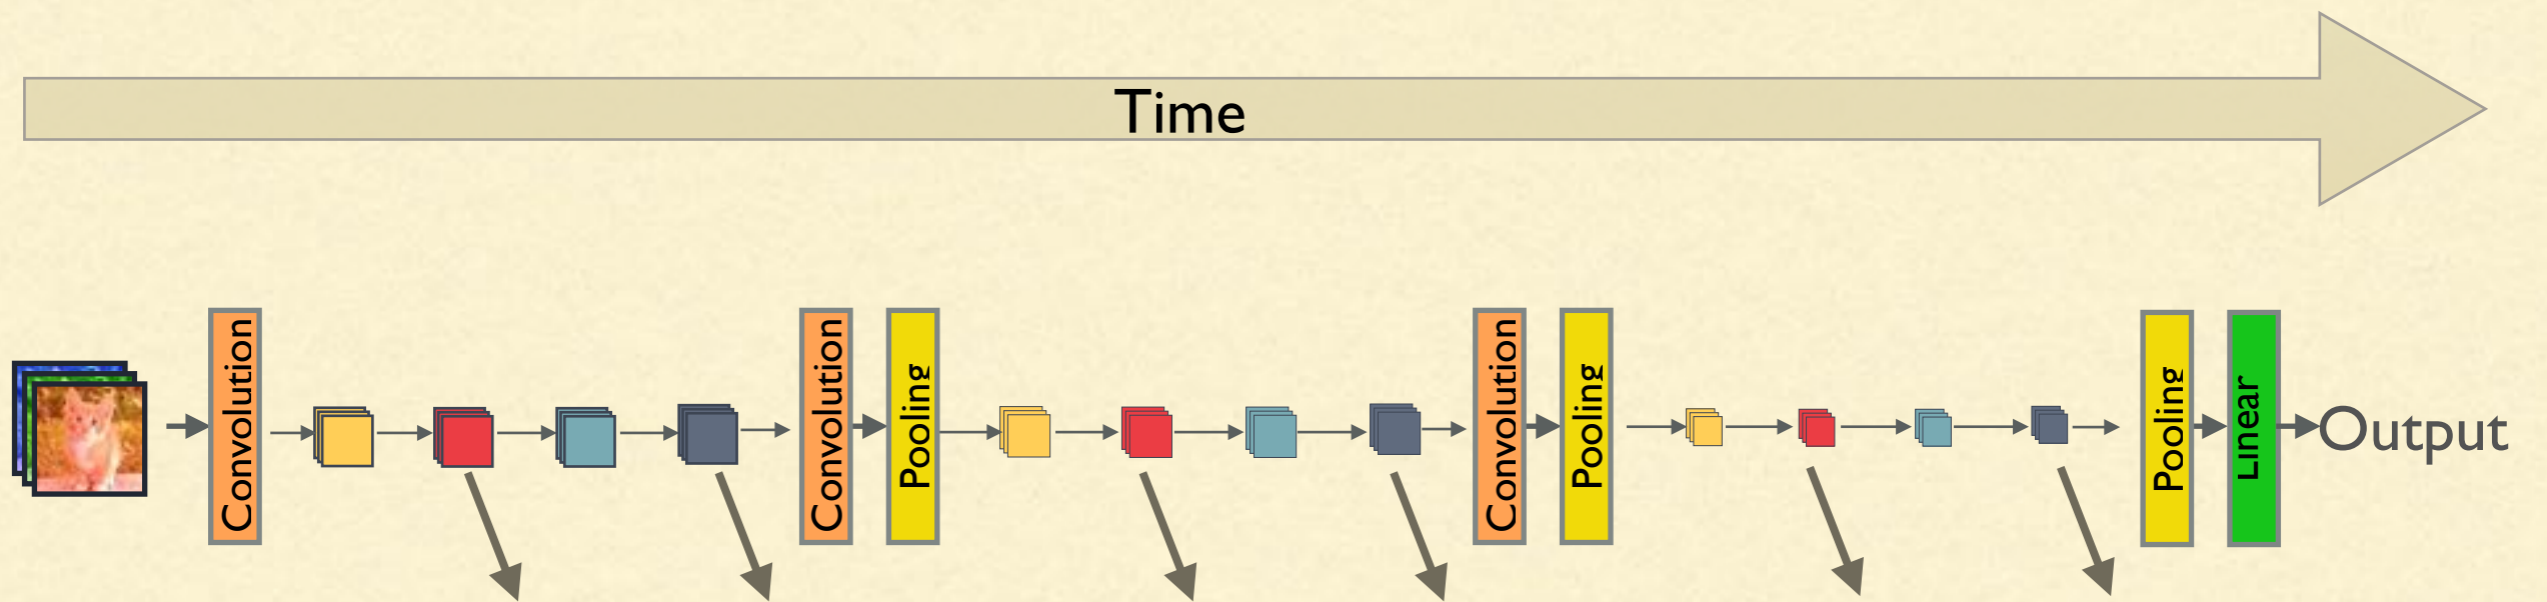 Time
Convolution
Convolution
Pooling
Convolution
Pooling
Pooling
Linear
Output